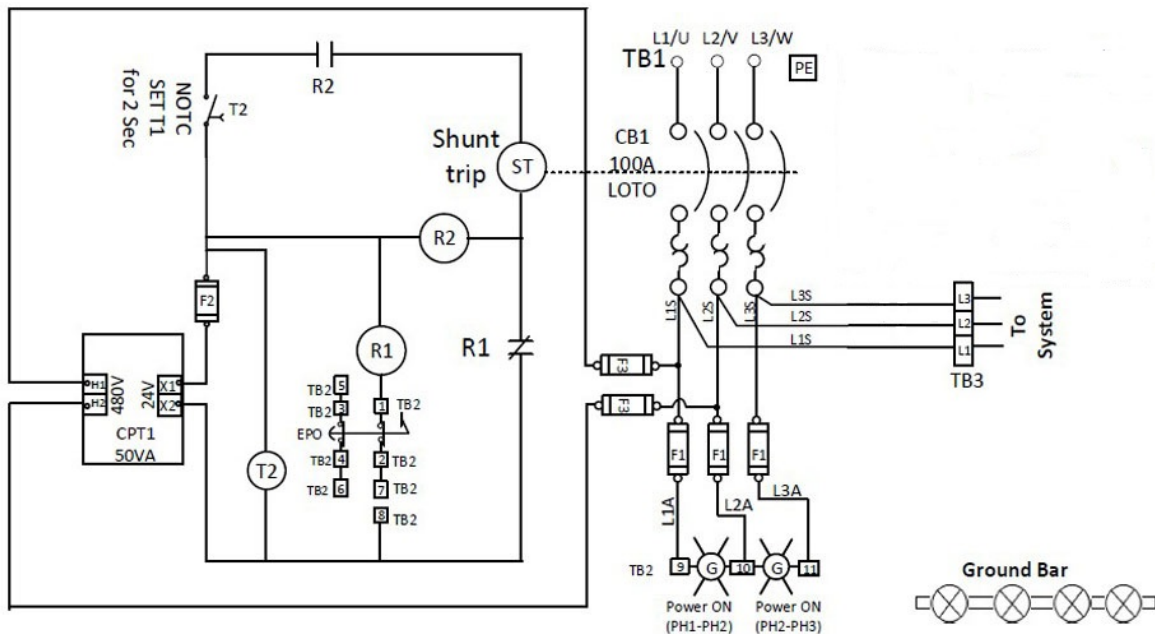 L1/U L2/V L3/W
TB1
PE
R2
NOTC
SET T1
for 2 Sec
T2
Shunt
trip
ST
CB1
100A
LOTO
R2
F2
R1
R1
L1S
L2S
L3S
L3S
L2S
L1S
L3
L2
L1
TB3
To
System
F3
F3
H1
H2
480V
24V
X1
X2
CPT1
50VA
TB2 5
TB2 3
1 TB2
EPO
TB2 4
2 TB2
TB2 6
7 TB2
8 TB2
T2
F1
F1
F1
L1A
L2A
L3A
TB2 9 G 10 G 11
Power ON
(PH1-PH2)
Power ON
(PH2-PH3)
Ground Bar